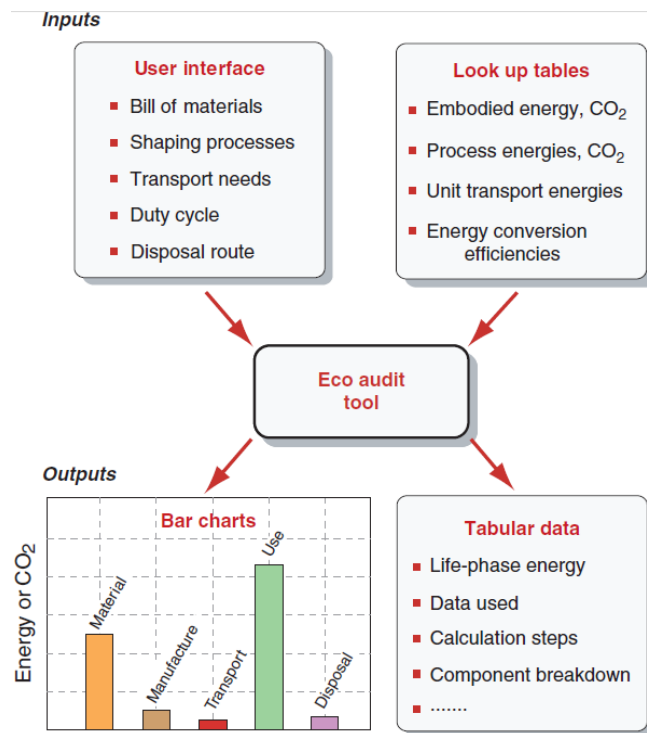 Inputs
User interface
Bill of materials
Shaping processes
Transport needs
Duty cycle
Disposal route
Look up tables
Embodied energy, CO₂
Process energies, CO₂
Unit transport energies
Energy conversion
efficiencies
Eco audit
tool
Outputs
Bar charts
Energy or CO₂
Material
Manufacture
Transport
Use
Disposal
Tabular data
Life-phase energy
Data used
Calculation steps
Component breakdown
.......